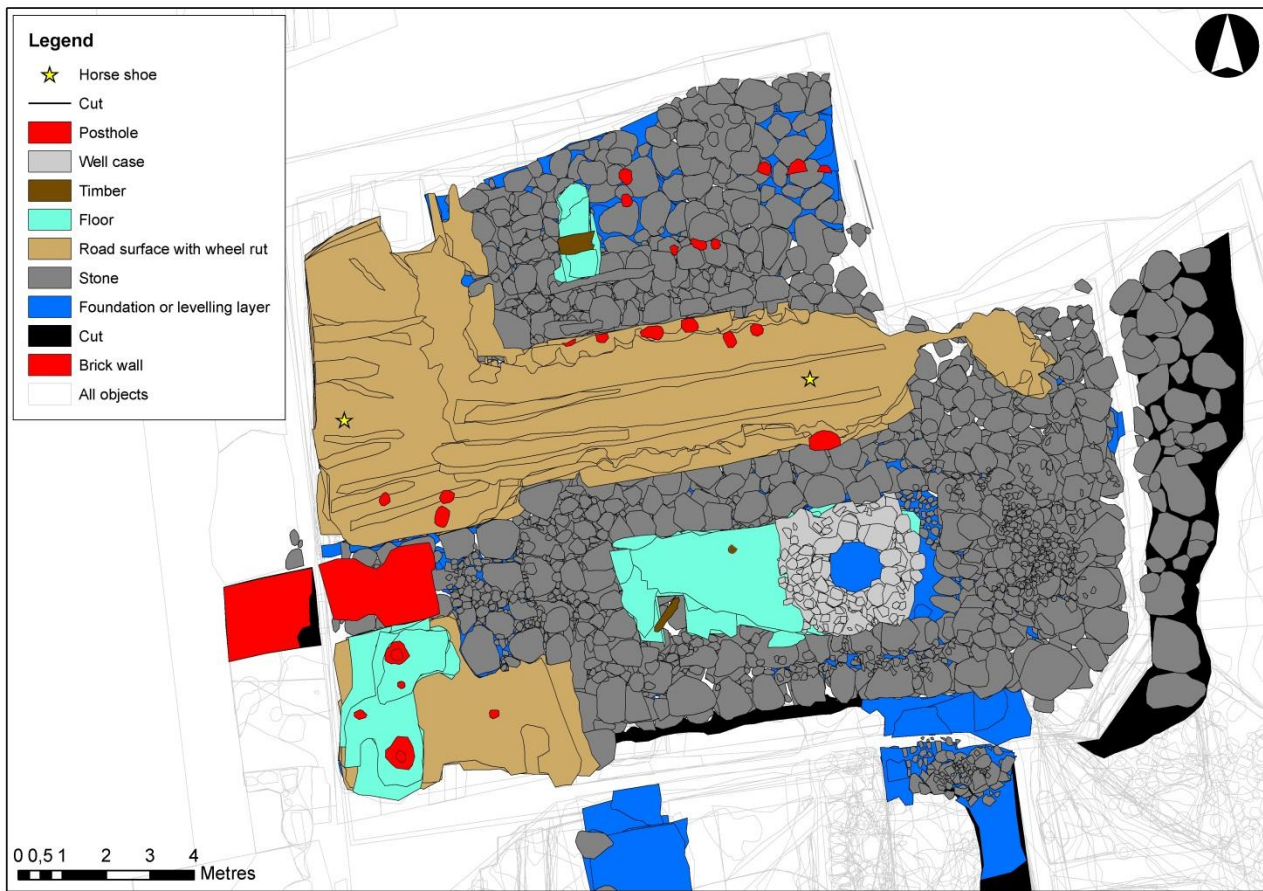 Legend
Horse shoe
Cut
Posthole
Well case
Timber
Floor
Road surface with wheel rut
Stone
Foundation or levelling layer
Cut
Brick wall
All objects
0 0,5 1 2 3 4
Metres